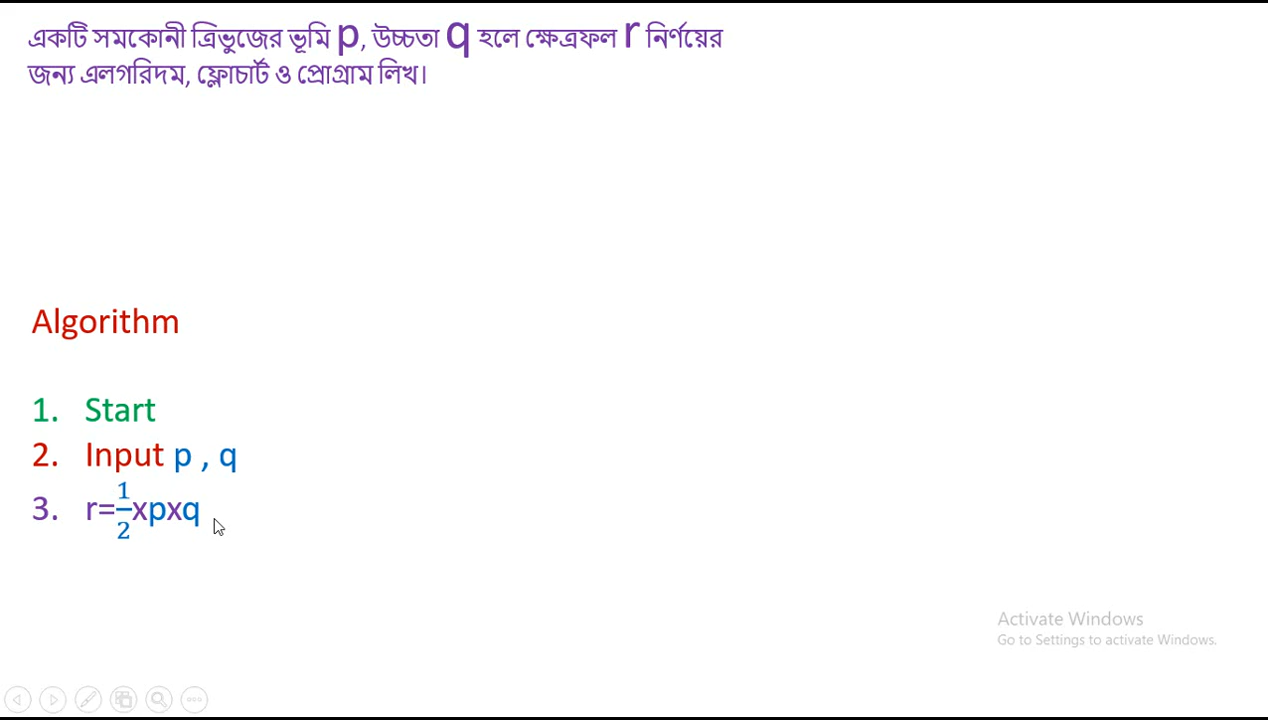 একটি সমকোনী ত্রিভুজের ভূমি p, উচ্চতা q হলে ক্ষেত্রফল r নির্ণয়ের
জন্য এলগরিদম, ফ্লোচার্ট ও প্রোগ্রাম লিখ।
Algorithm
1. Start
2. Input p , q
3. r=½xpxq
Activate Windows
Go to Settings to activate Windows.